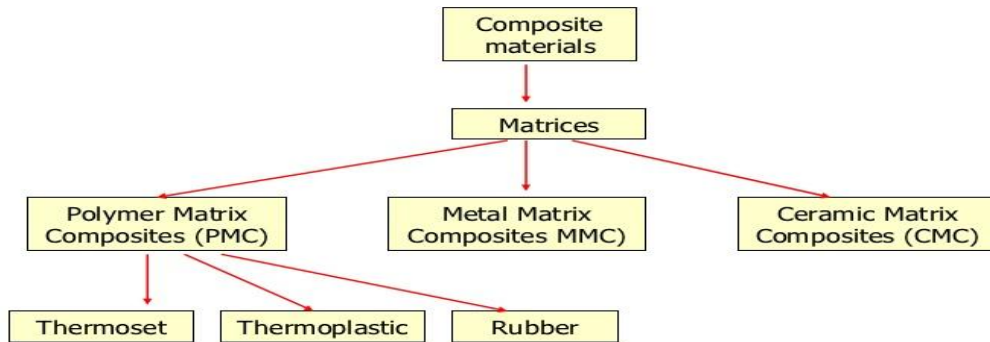 Composite
materials
Matrices
Polymer Matrix
Composites (PMC)
Metal Matrix
Composites MMC)
Ceramic Matrix
Composites (CMC)
Thermoset
Thermoplastic
Rubber